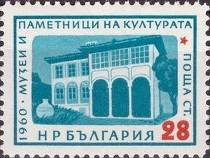 1960·МУЗЕИ И ПАМЕТНИЦИ НА КУЛТУРАТА
ПОЩА СТ.
28
НР БЪЛГАРИЯ